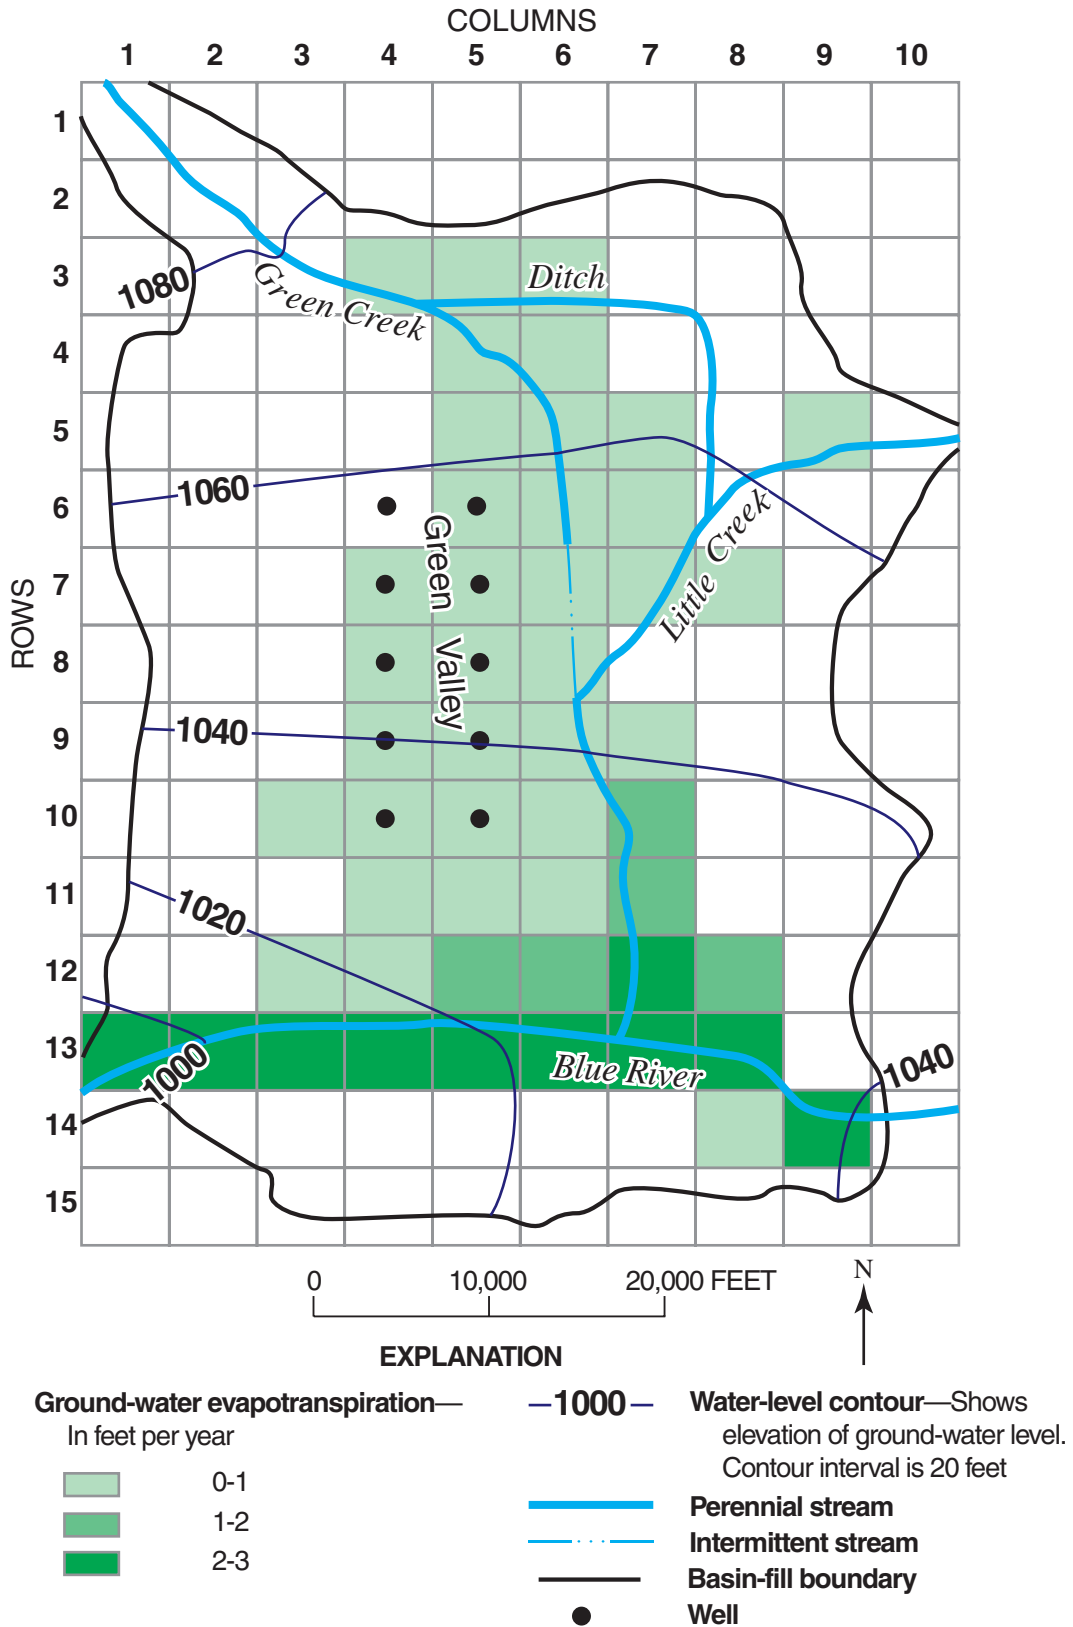 COLUMNS
1 2 3 4 5 6 7 8 9 10
ROWS
1
2
3
4
5
6
7
8
9
10
11
12
13
14
15
1080
Green Creek
Ditch
1060
Green Valley
Little Creek
1040
1020
1000
Blue River
1040
0 10,000 20,000 FEET
N
EXPLANATION
Ground-water evapotranspiration—
In feet per year
0-1
1-2
2-3
1000
Water-level contour—Shows
elevation of ground-water level.
Contour interval is 20 feet
Perennial stream
Intermittent stream
Basin-fill boundary
Well